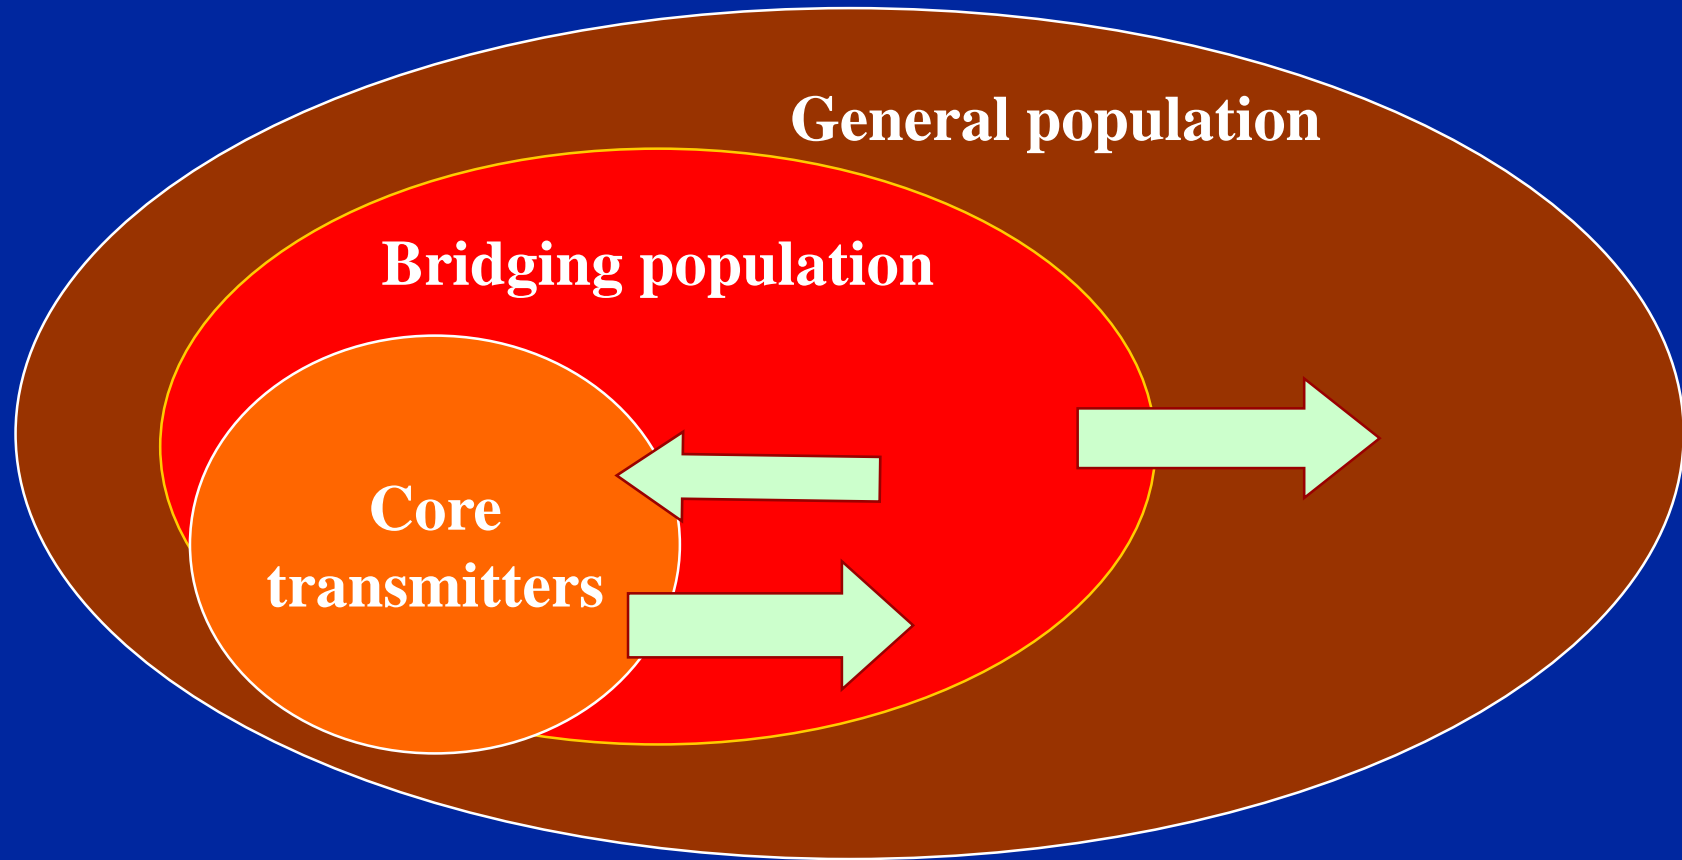 General population
Bridging population
Core
transmitters